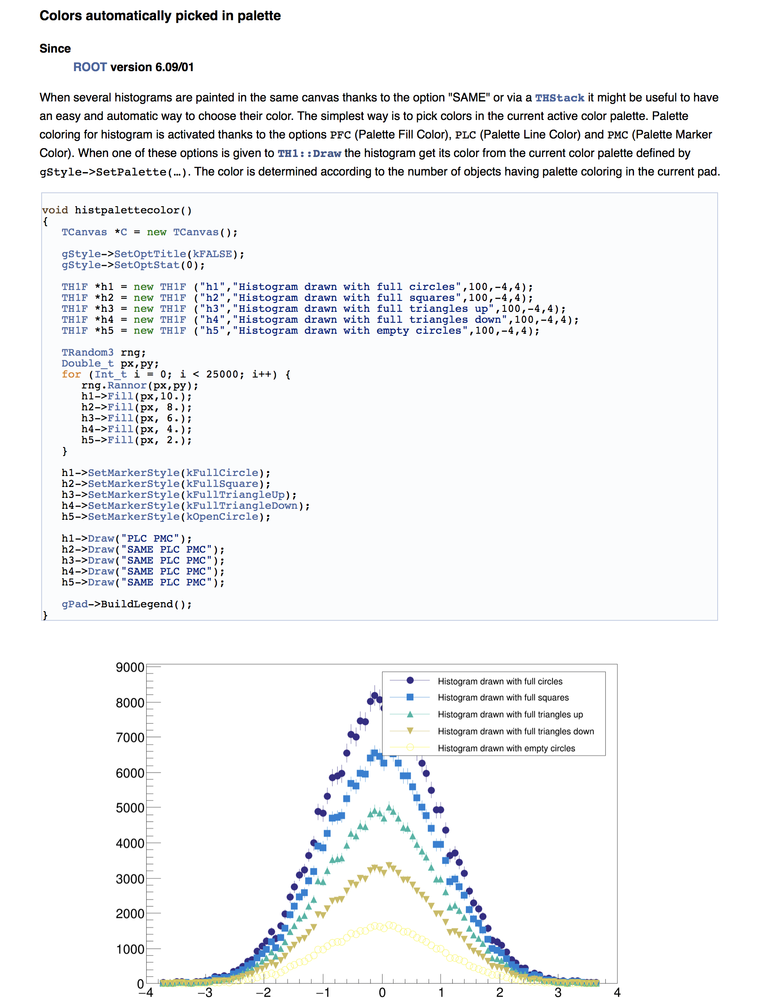 Colors automatically picked in palette
Since
ROOT version 6.09/01
When several histograms are painted in the same canvas thanks to the option "SAME" or via a THStack it might be useful to have
an easy and automatic way to choose their color. The simplest way is to pick colors in the current active color palette. Palette
coloring for histogram is activated thanks to the options PFC (Palette Fill Color), PLC (Palette Line Color) and PMC (Palette Marker
Color). When one of these options is given to TH1::Draw the histogram get its color from the current color palette defined by
gStyle->SetPalette(…). The color is determined according to the number of objects having palette coloring in the current pad.
void histpalettecolor()
{
   TCanvas *C = new TCanvas();
   gStyle->SetOptTitle(kFALSE);
   gStyle->SetOptStat(0);
   TH1F *h1 = new TH1F ("h1","Histogram drawn with full circles",100,-4,4);
   TH1F *h2 = new TH1F ("h2","Histogram drawn with full squares",100,-4,4);
   TH1F *h3 = new TH1F ("h3","Histogram drawn with full triangles up",100,-4,4);
   TH1F *h4 = new TH1F ("h4","Histogram drawn with full triangles down",100,-4,4);
   TH1F *h5 = new TH1F ("h5","Histogram drawn with empty circles",100,-4,4);
   TRandom3 rng;
   Double_t px,py;
   for (Int_t i = 0; i < 25000; i++) {
      rng.Rannor(px,py);
      h1->Fill(px,10.);
      h2->Fill(px, 8.);
      h3->Fill(px, 6.);
      h4->Fill(px, 4.);
      h5->Fill(px, 2.);
   }
   h1->SetMarkerStyle(kFullCircle);
   h2->SetMarkerStyle(kFullSquare);
   h3->SetMarkerStyle(kFullTriangleUp);
   h4->SetMarkerStyle(kFullTriangleDown);
   h5->SetMarkerStyle(kOpenCircle);
   h1->Draw("PLC PMC");
   h2->Draw("SAME PLC PMC");
   h3->Draw("SAME PLC PMC");
   h4->Draw("SAME PLC PMC");
   h5->Draw("SAME PLC PMC");
   gPad->BuildLegend();
}
9000
8000
7000
6000
5000
4000
3000
2000
1000
0
Histogram drawn with full circles
Histogram drawn with full squares
Histogram drawn with full triangles up
Histogram drawn with full triangles down
Histogram drawn with empty circles
−4 −3 −2 −1 0 1 2 3 4